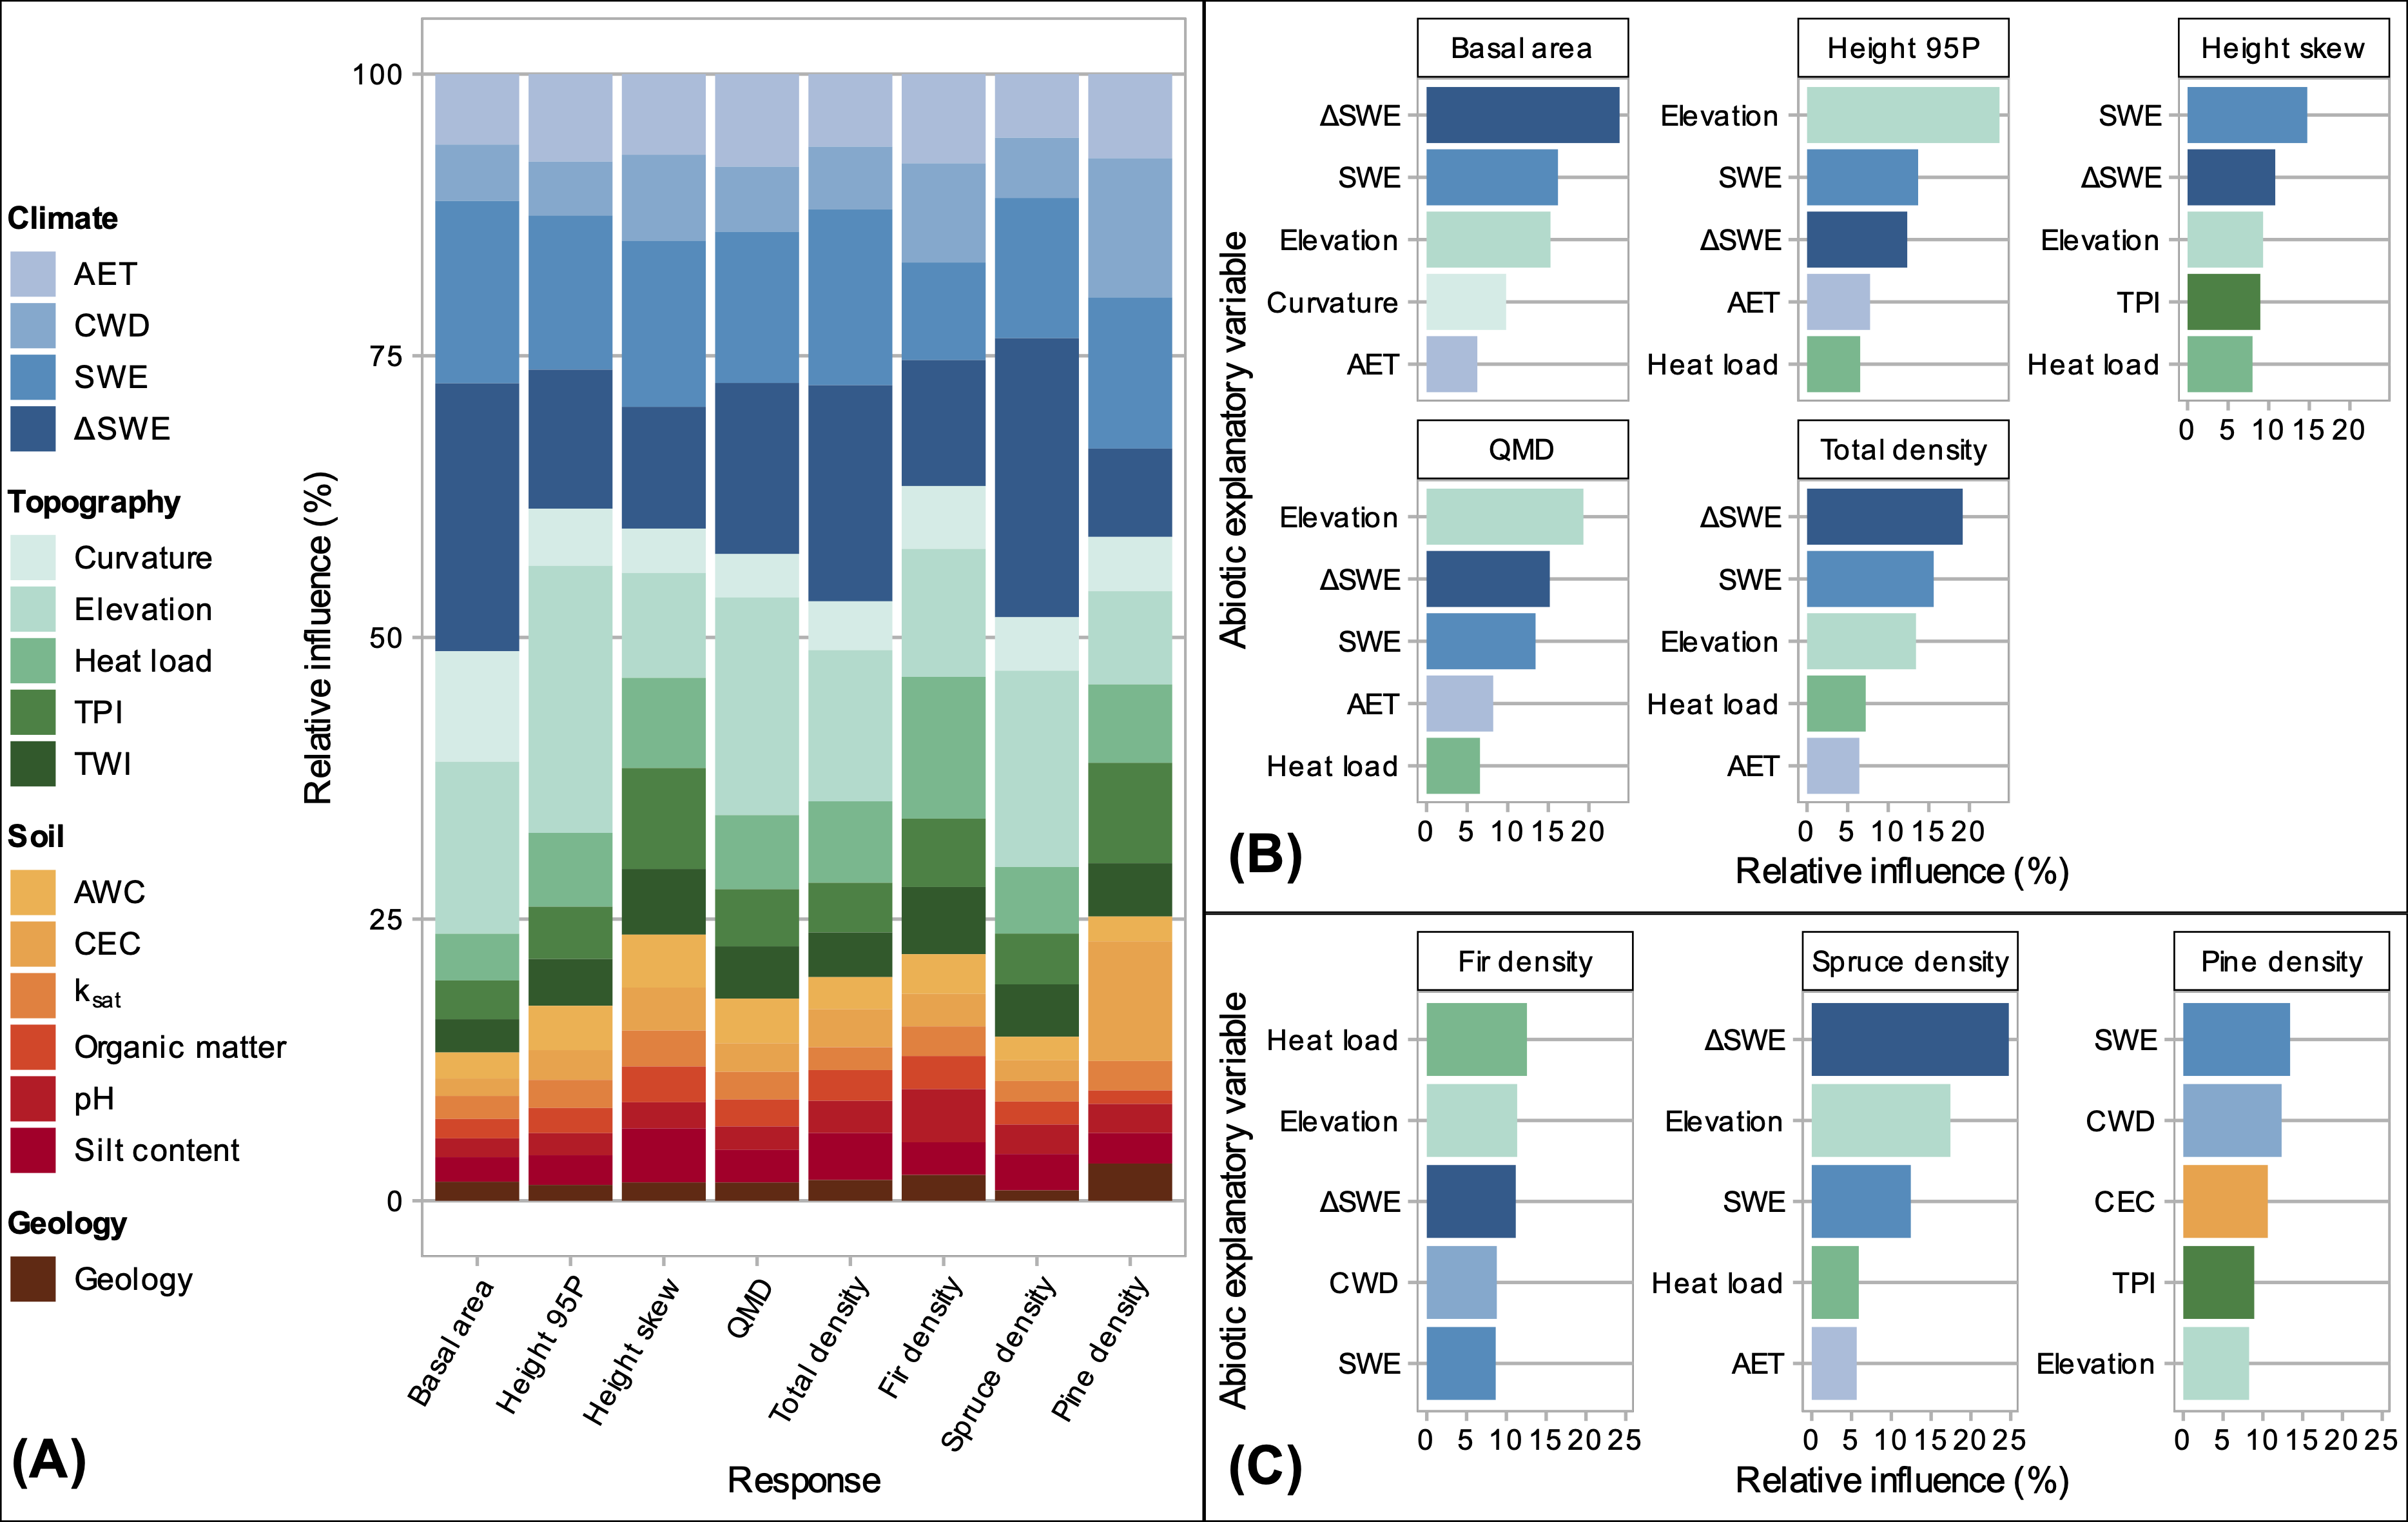 Climate
AET
CWD
SWE
ΔSWE
Topography
Curvature
Elevation
Heat load
TPI
TWI
Soil
AWC
CEC
ksat
Organic matter
pH
Silt content
Geology
Geology
Relative influence (%)
100
75
50
25
0
Basal area
Height 95P
Height skew
QMD
Total density
Fir density
Spruce density
Pine density
Response
(A)
Abiotic explanatory variable
Basal area
ΔSWE
SWE
Elevation
Curvature
AET
Height 95P
Elevation
SWE
ΔSWE
AET
Heat load
Height skew
SWE
ΔSWE
Elevation
TPI
Heat load
0 5 10 15 20
QMD
Elevation
ΔSWE
SWE
AET
Heat load
0 5 10 15 20
Total density
ΔSWE
SWE
Elevation
Heat load
AET
0 5 10 15 20
Relative influence (%)
(B)
Abiotic explanatory variable
Fir density
Heat load
Elevation
ΔSWE
CWD
SWE
0 5 10 15 20 25
Spruce density
ΔSWE
Elevation
SWE
Heat load
AET
0 5 10 15 20 25
Pine density
SWE
CWD
CEC
TPI
Elevation
0 5 10 15 20 25
Relative influence (%)
(C)